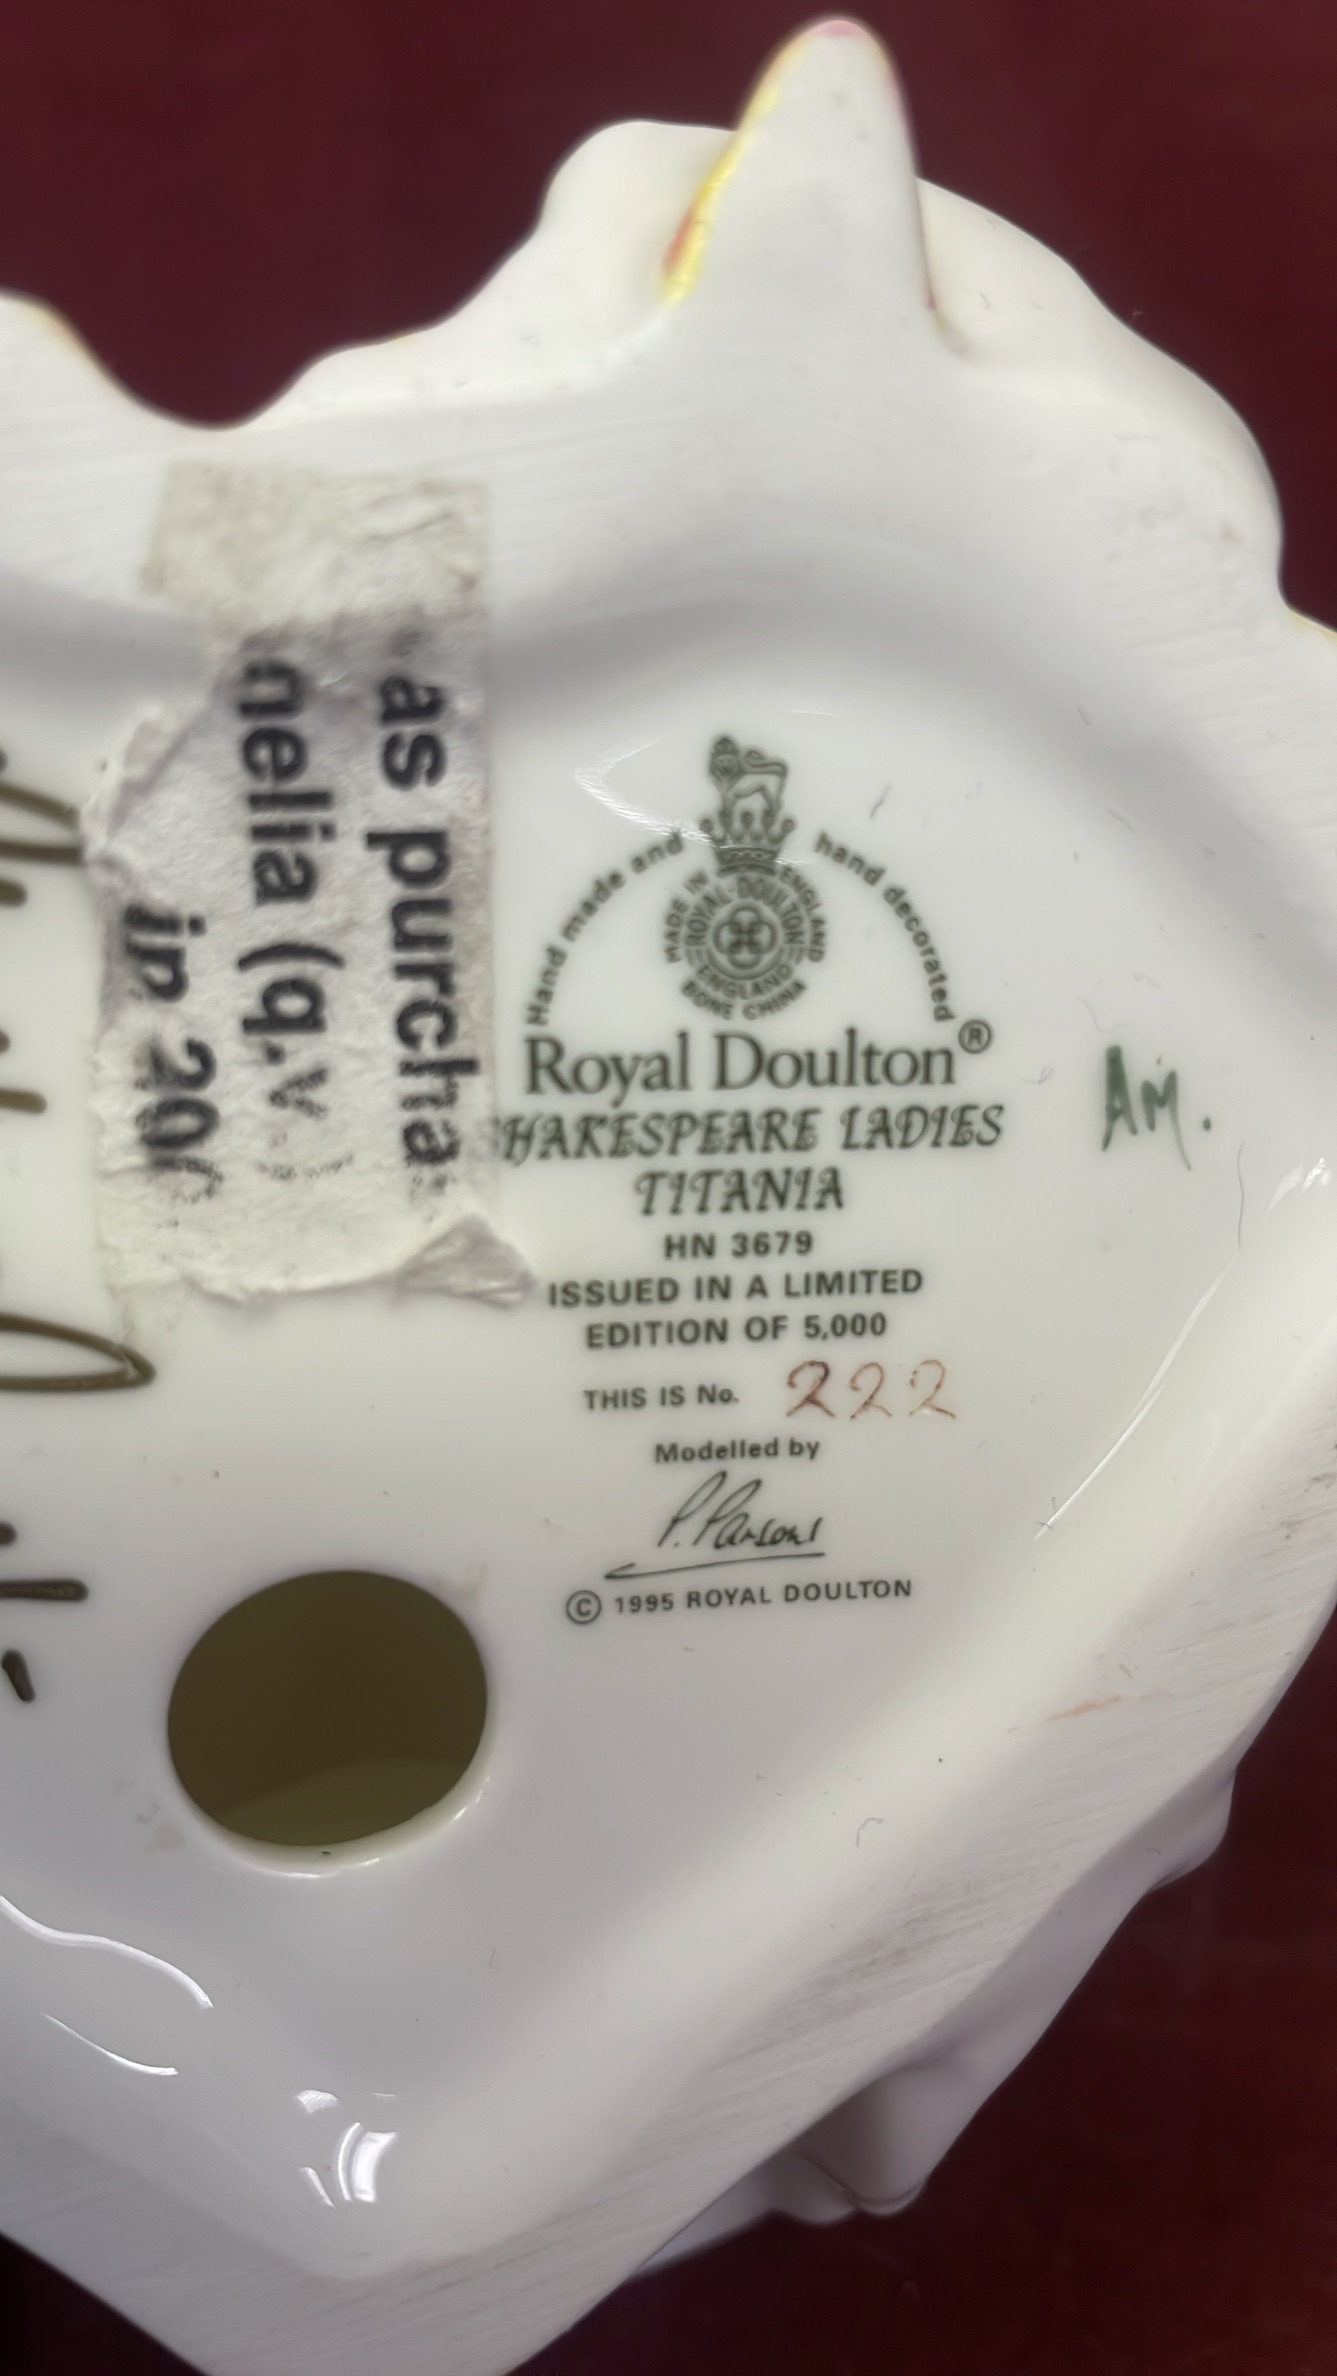 as purcha
nelia (q.v
in 20
Hand made and hand decorated
MADE IN ENGLAND
ROYAL·DOULTON
ENGLAND
BONE CHINA
Royal Doulton®
HAKESPEARE LADIES
TITANIA
HN 3679
ISSUED IN A LIMITED
EDITION OF 5,000
THIS IS No. 222
Modelled by
P. Parsons
© 1995 ROYAL DOULTON
AM.